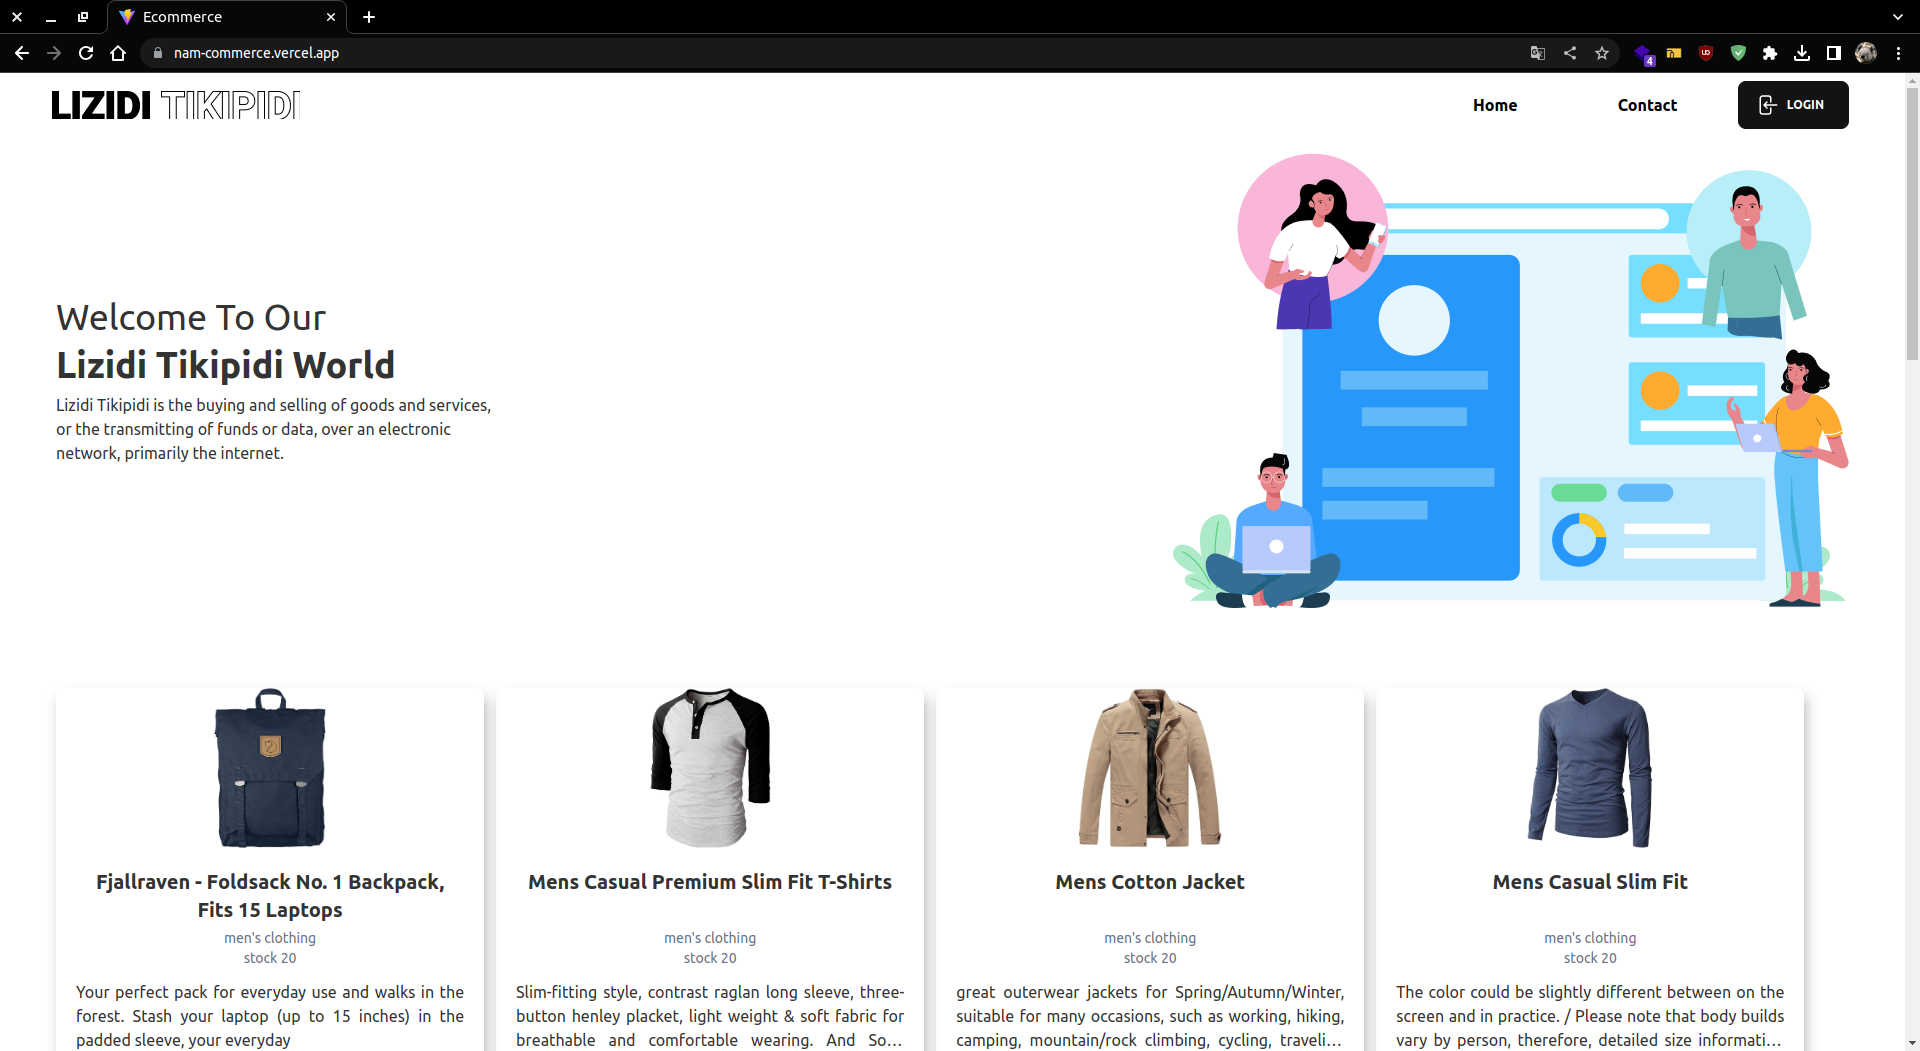 Ecommerce
nam-commerce.vercel.app
4
LIZIDI TIKIPIDI
Home
Contact
LOGIN
Welcome To Our
Lizidi Tikipidi World
Lizidi Tikipidi is the buying and selling of goods and services,
or the transmitting of funds or data, over an electronic
network, primarily the internet.
Fjallraven - Foldsack No. 1 Backpack,
Fits 15 Laptops
men's clothing
stock 20
Your perfect pack for everyday use and walks in the
forest. Stash your laptop (up to 15 inches) in the
padded sleeve, your everyday
Mens Casual Premium Slim Fit T-Shirts
men's clothing
stock 20
Slim-fitting style, contrast raglan long sleeve, three-
button henley placket, light weight & soft fabric for
breathable and comfortable wearing. And So...
Mens Cotton Jacket
men's clothing
stock 20
great outerwear jackets for Spring/Autumn/Winter,
suitable for many occasions, such as working, hiking,
camping, mountain/rock climbing, cycling, traveli...
Mens Casual Slim Fit
men's clothing
stock 20
The color could be slightly different between on the
screen and in practice. / Please note that body builds
vary by person, therefore, detailed size informati...